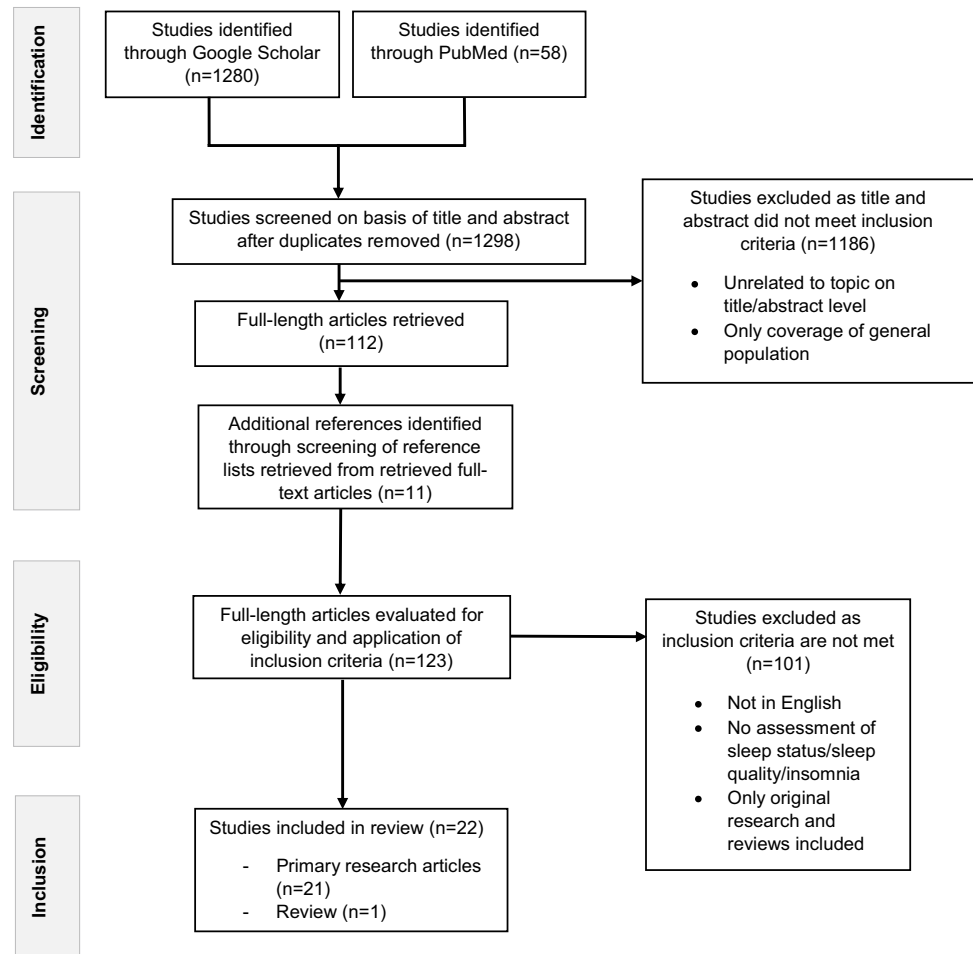 Identification
Studies identified
through Google Scholar
(n=1280)
Studies identified
through PubMed (n=58)
Screening
Studies screened on basis of title and abstract
after duplicates removed (n=1298)
Studies excluded as title and
abstract did not meet inclusion
criteria (n=1186)
• Unrelated to topic on
title/abstract level
• Only coverage of general
population
Full-length articles retrieved
(n=112)
Additional references identified
through screening of reference
lists retrieved from retrieved full-
text articles (n=11)
Eligibility
Full-length articles evaluated for
eligibility and application of
inclusion criteria (n=123)
Studies excluded as
inclusion criteria are not met
(n=101)
• Not in English
• No assessment of
sleep status/sleep
quality/insomnia
• Only original
research and
reviews included
Inclusion
Studies included in review (n=22)
- Primary research articles
(n=21)
- Review (n=1)